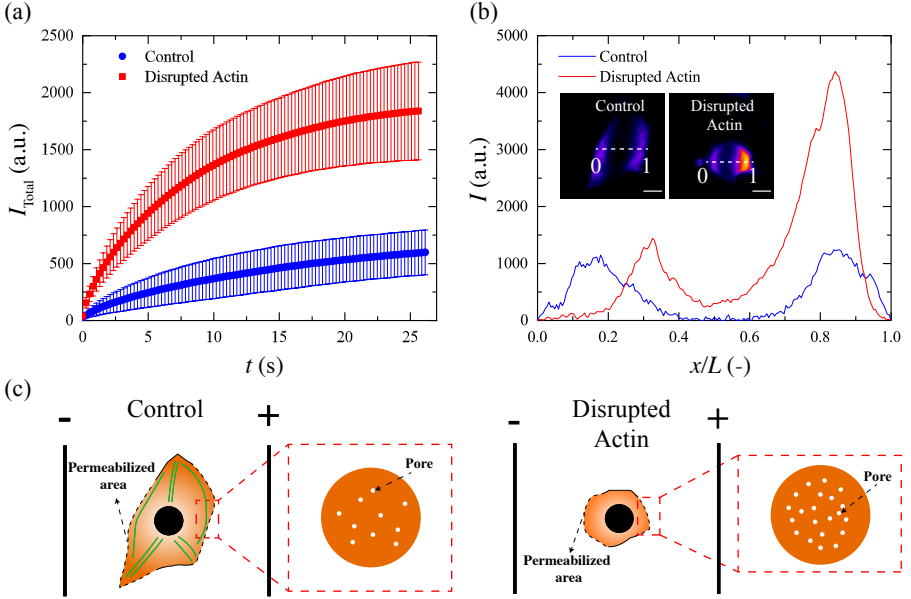 (a)
2500
2000
1500
1000
500
0
I_Total (a.u.)
Control
Disrupted Actin
0
5
10
15
20
25
t (s)
(b)
5000
4000
3000
2000
1000
0
I (a.u.)
Control
Disrupted Actin
Control
0
1
Disrupted
Actin
0
1
0.0
0.2
0.4
0.6
0.8
1.0
x/L (-)
(c)
-
Control
+
Permeabilized
area
Pore
-
Disrupted
Actin
+
Permeabilized
area
Pore